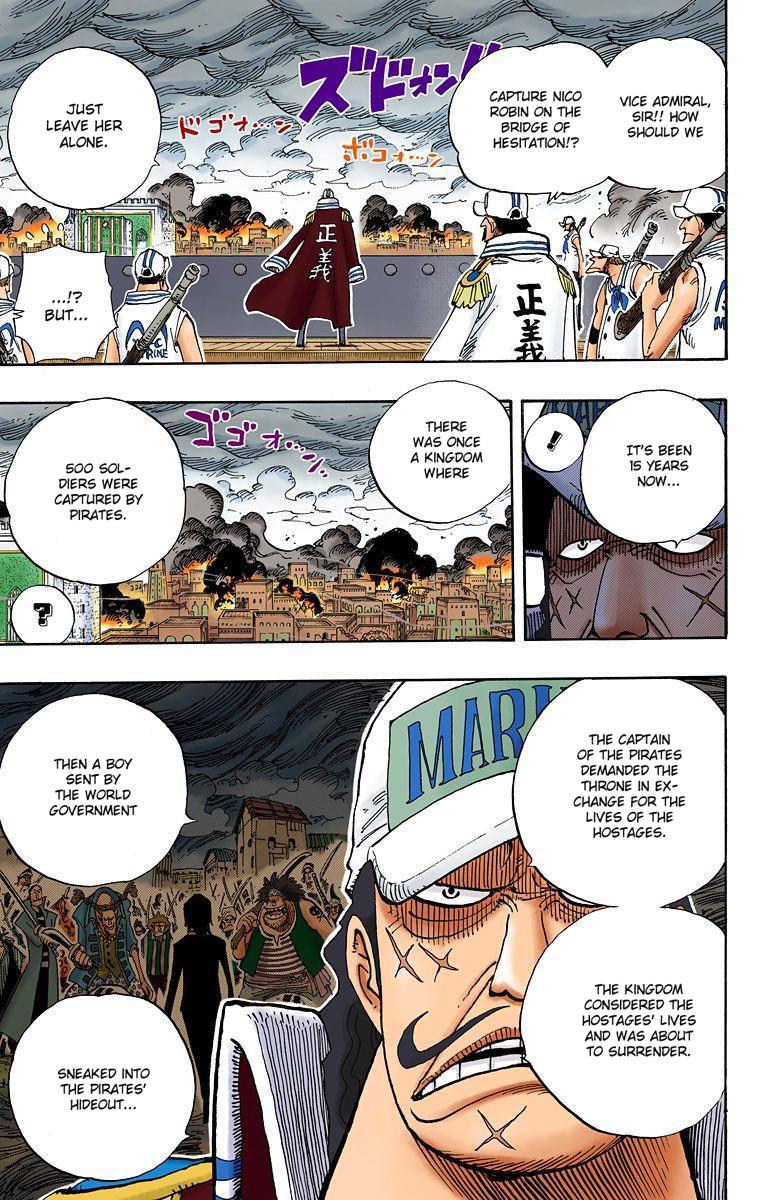 VICE ADMIRAL,
SIR!! HOW
SHOULD WE
CAPTURE NICO
ROBIN ON THE
BRIDGE OF
HESITATION!?
ズドォン!!
ボコォ…ン
ドゴォ…ン
JUST
LEAVE HER
ALONE.
正義
正義
MARINE
...!?
BUT...
IT'S BEEN
15 YEARS
NOW...
!
THERE
WAS ONCE
A KINGDOM
WHERE
ゴゴォ…ン
500 SOL-
DIERS WERE
CAPTURED BY
PIRATES.
?
THE CAPTAIN
OF THE PIRATES
DEMANDED THE
THRONE IN EX-
CHANGE FOR THE
LIVES OF THE
HOSTAGES.
MARIN
THE KINGDOM
CONSIDERED THE
HOSTAGES' LIVES
AND WAS ABOUT
TO SURRENDER.
THEN A BOY
SENT BY
THE WORLD
GOVERNMENT
SNEAKED INTO
THE PIRATES'
HIDEOUT...